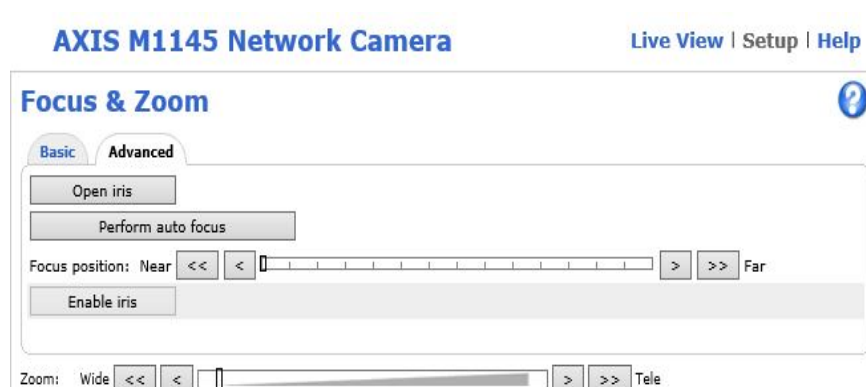 AXIS M1145 Network Camera Live View | Setup | Help
Focus & Zoom ?
Basic Advanced
Open iris
Perform auto focus
Focus position: Near << < > >> Far
Enable iris
Zoom: Wide << < > >> Tele